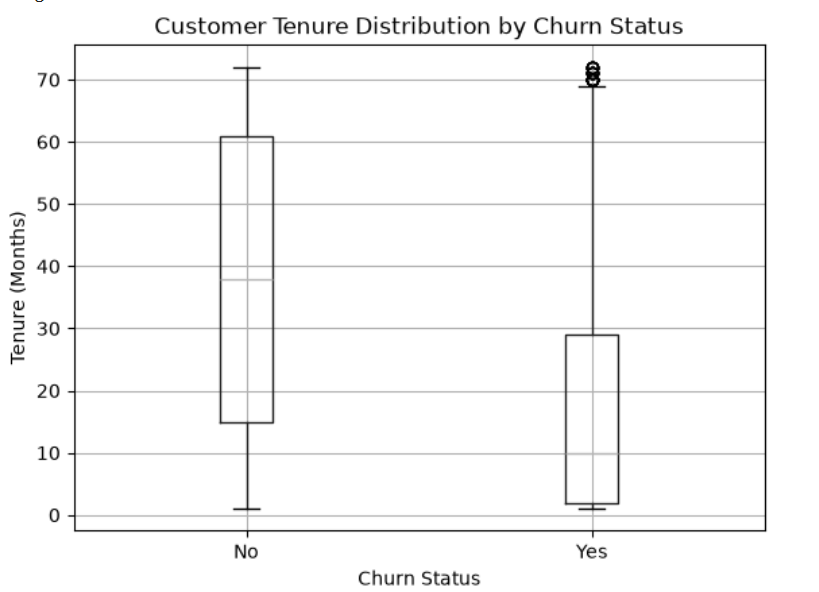 Customer Tenure Distribution by Churn Status
Tenure (Months)
70
60
50
40
30
20
10
0
No Yes
Churn Status